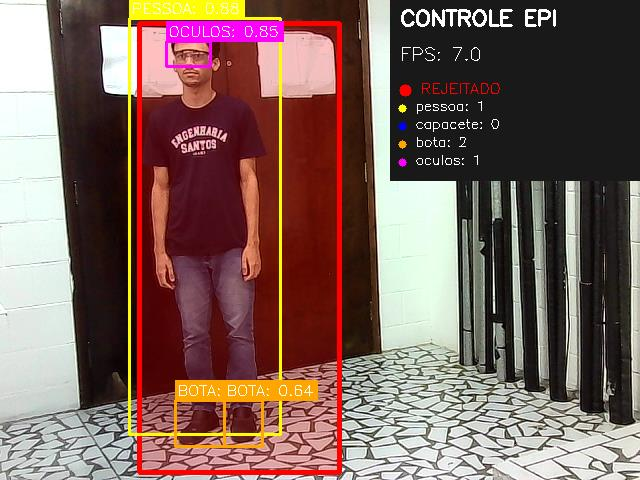 PESSOA: 0.88
OCULOS: 0.85
ENGENHARIA
SANTOS
BOTA: BOTA: 0.64
CONTROLE EPI
FPS: 7.0
REJEITADO
pessoa: 1
capacete: 0
bota: 2
oculos: 1